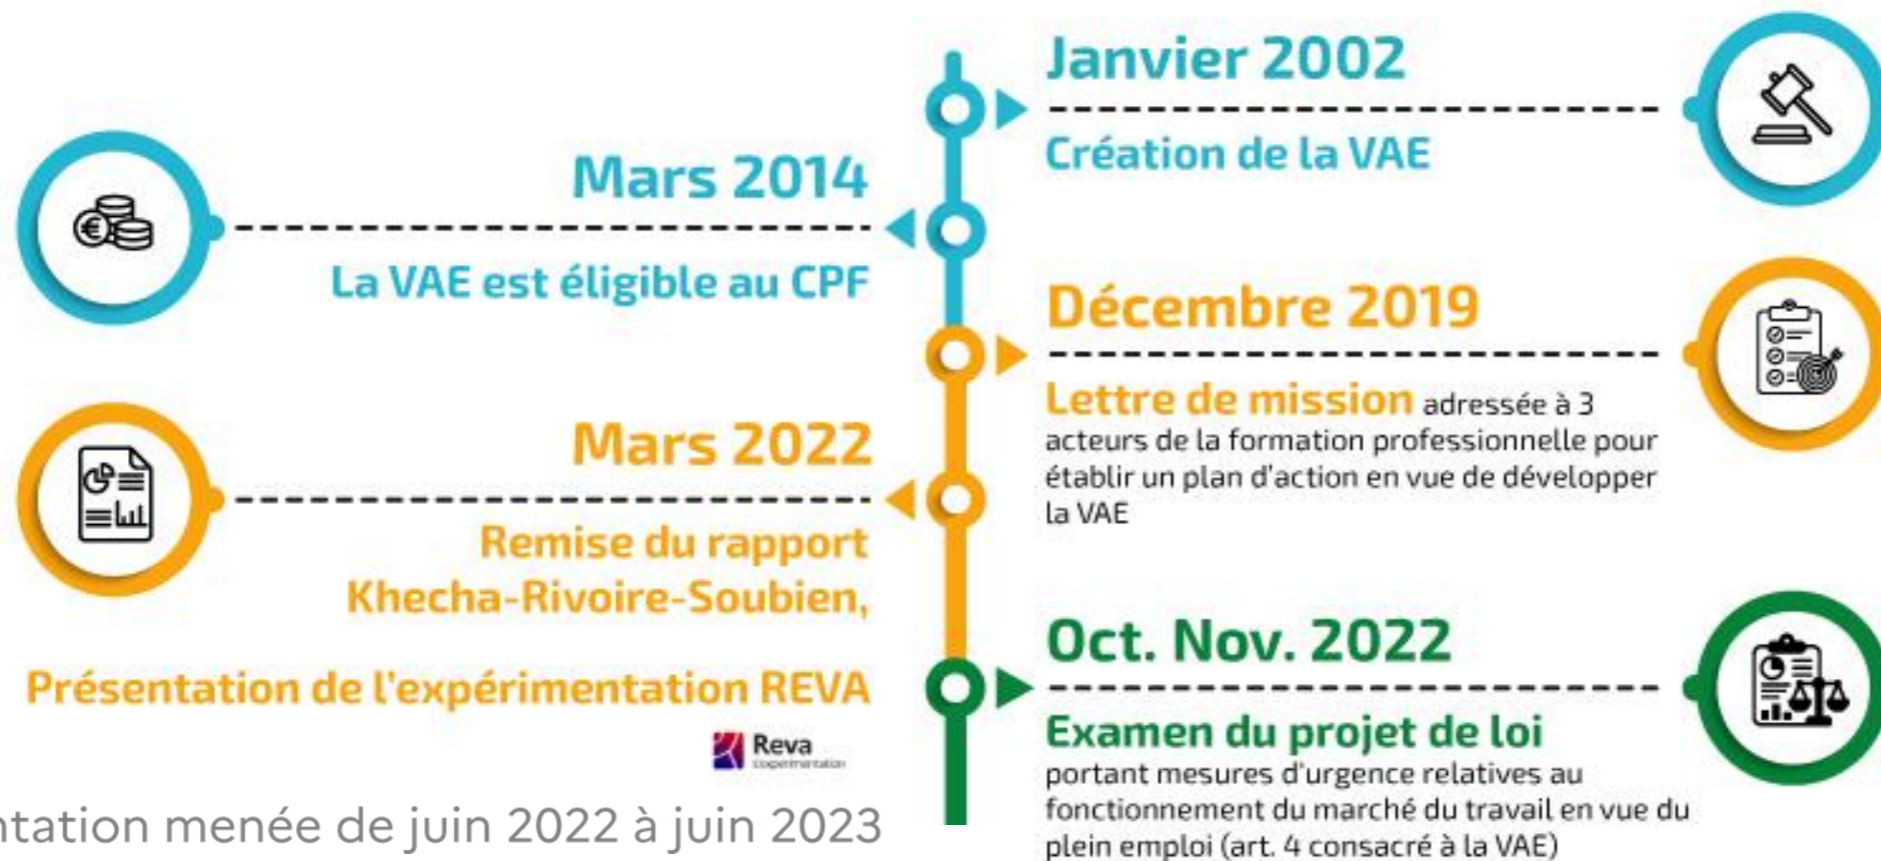 Janvier 2002
Création de la VAE
Mars 2014
La VAE est éligible au CPF
Décembre 2019
Lettre de mission adressée à 3
acteurs de la formation professionnelle pour
établir un plan d'action en vue de développer
la VAE
Mars 2022
Remise du rapport
Khecha-Rivoire-Soubien,
Présentation de l'expérimentation REVA
Reva
L'expérimentation
ntation menée de juin 2022 à juin 2023
Oct. Nov. 2022
Examen du projet de loi
portant mesures d'urgence relatives au
fonctionnement du marché du travail en vue du
plein emploi (art. 4 consacré à la VAE)